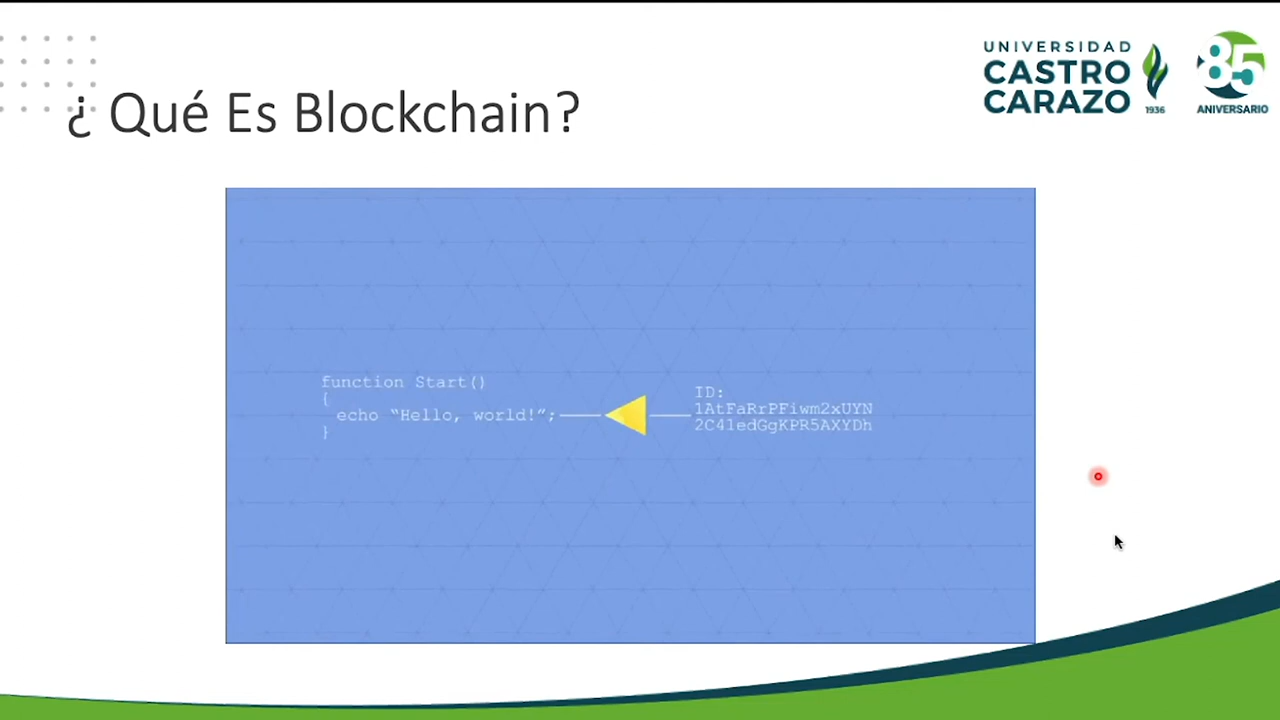 ¿ Qué Es Blockchain?
UNIVERSIDAD
CASTRO
CARAZO
1936
85
ANIVERSARIO
function Start()
{
echo “Hello, world!”;
}
ID:
1AtFaRrPFiwm2xUYN
2C41edGgKPR5AXYDh